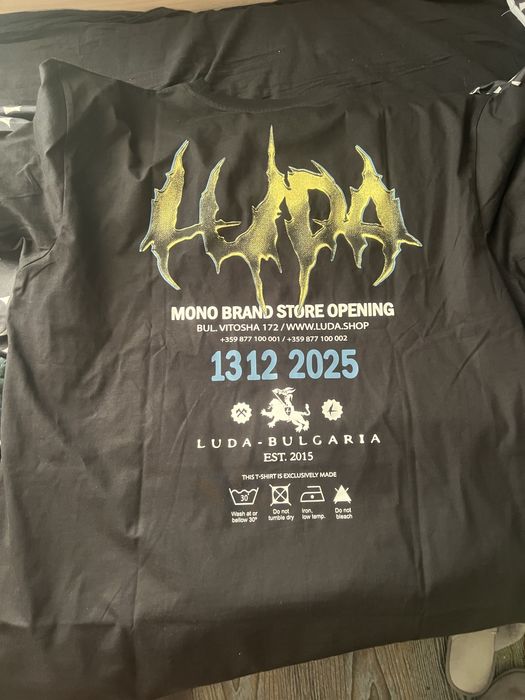 LUDA
MONO BRAND STORE OPENING
BUL. VITOSHA 172 / WWW.LUDA.SHOP
+359 877 100 001 / +359 877 100 002
1312 2025
LUDA-BULGARIA
EST. 2015
THIS T-SHIRT IS EXCLUSIVELY MADE
30
Wash at or below 30° Do not tumble dry Iron, low temp. Do not bleach